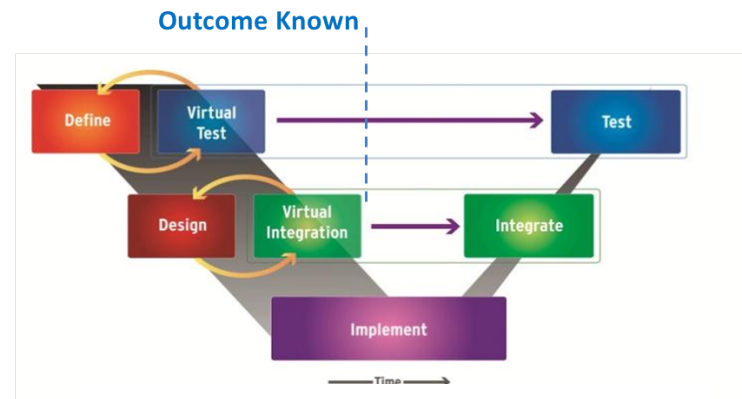 Outcome Known
Define
Virtual
Test
Test
Design
Virtual
Integration
Integrate
Implement
Time